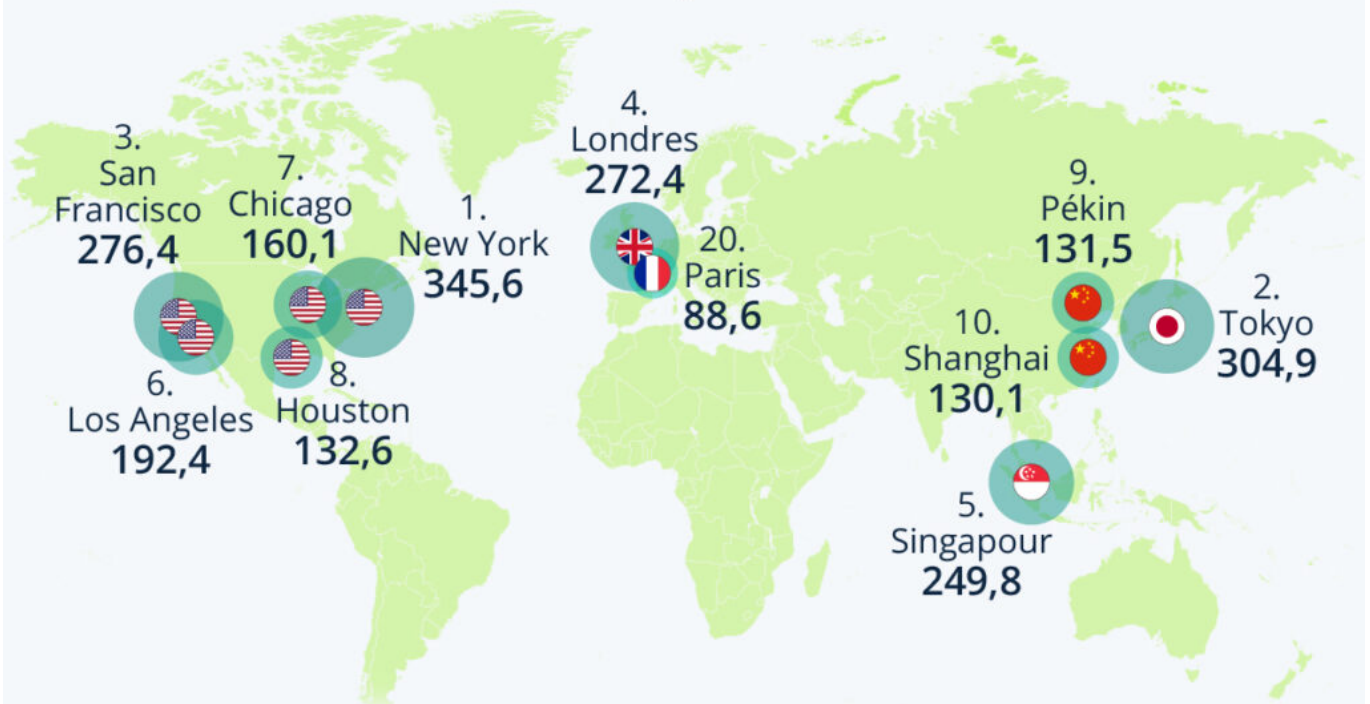 3.
San
Francisco
276,4
7.
Chicago
160,1
1.
New York
345,6
4.
Londres
272,4
20.
Paris
88,6
9.
Pékin
131,5
2.
Tokyo
304,9
10.
Shanghai
130,1
6.
Los Angeles
192,4
8.
Houston
132,6
5.
Singapour
249,8